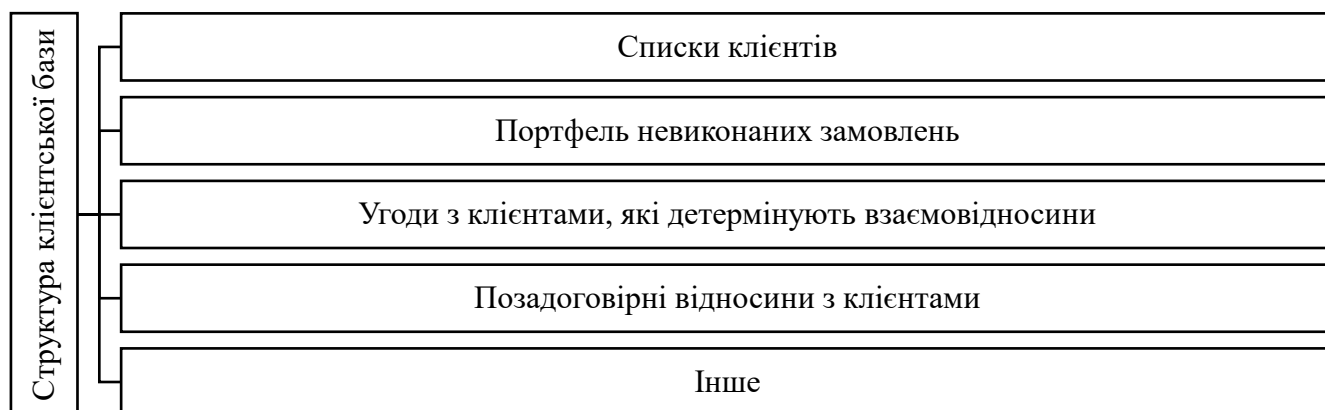 Структура клієнтської бази
Списки клієнтів
Портфель невиконаних замовлень
Угоди з клієнтами, які детермінують взаємовідносини
Позадоговірні відносини з клієнтами
Інше